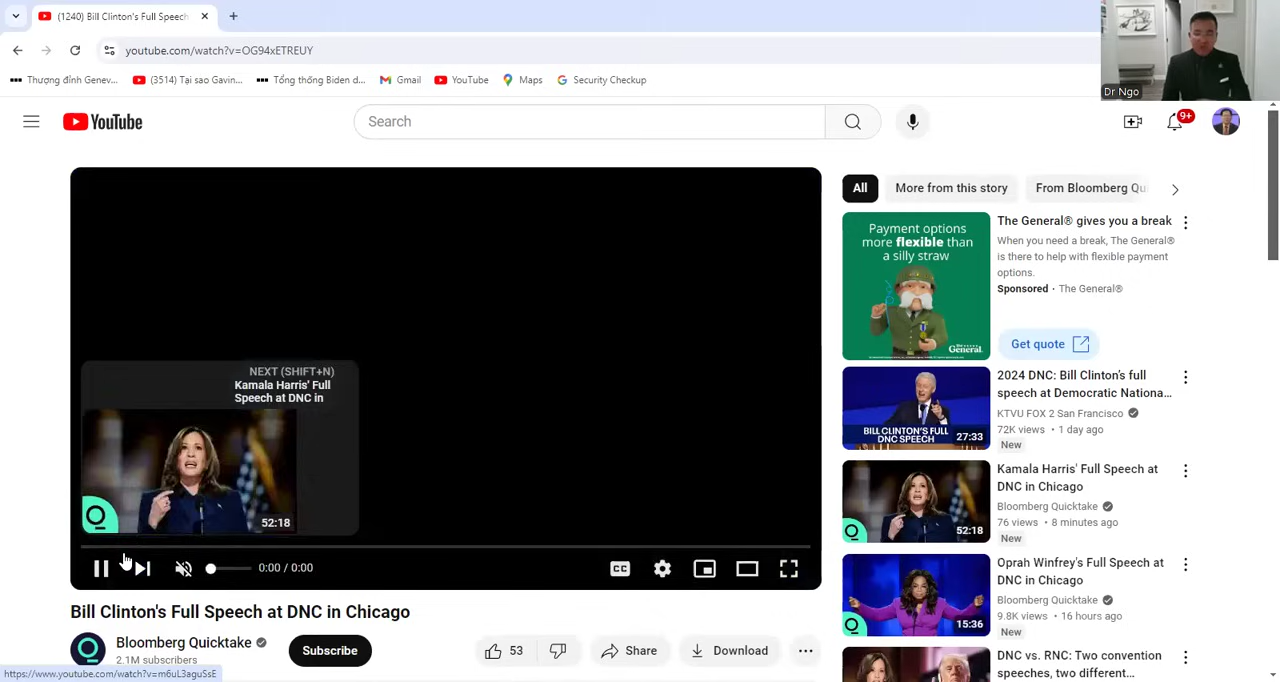 (1240) Bill Clinton's Full Speech
youtube.com/watch?v=OG94xETREUY
Thượng đỉnh Genev...
(3514) Tại sao Gavin...
Tổng thống Biden d...
Gmail
YouTube
Maps
Security Checkup
Dr Ngo
YouTube
Search
9+
All
More from this story
From Bloomberg Qu
Payment options
more flexible than
a silly straw
General.
The General® gives you a break
When you need a break, The General®
is there to help with flexible payment
options.
Sponsored · The General®
Get quote
NEXT (SHIFT+N)
Kamala Harris' Full
Speech at DNC in
52:18
0:00 / 0:00
CC
BILL CLINTON'S FULL
DNC SPEECH
27:33
2024 DNC: Bill Clinton's full
speech at Democratic Nationa...
KTVU FOX 2 San Francisco
72K views · 1 day ago
New
52:18
Kamala Harris' Full Speech at
DNC in Chicago
Bloomberg Quicktake
76 views · 8 minutes ago
New
15:36
Oprah Winfrey's Full Speech at
DNC in Chicago
Bloomberg Quicktake
9.8K views · 16 hours ago
New
DNC vs. RNC: Two convention
speeches, two different...
Bill Clinton's Full Speech at DNC in Chicago
Bloomberg Quicktake
2.1M subscribers
Subscribe
53
Share
Download
https://www.youtube.com/watch?v=m6uL3aguSsE